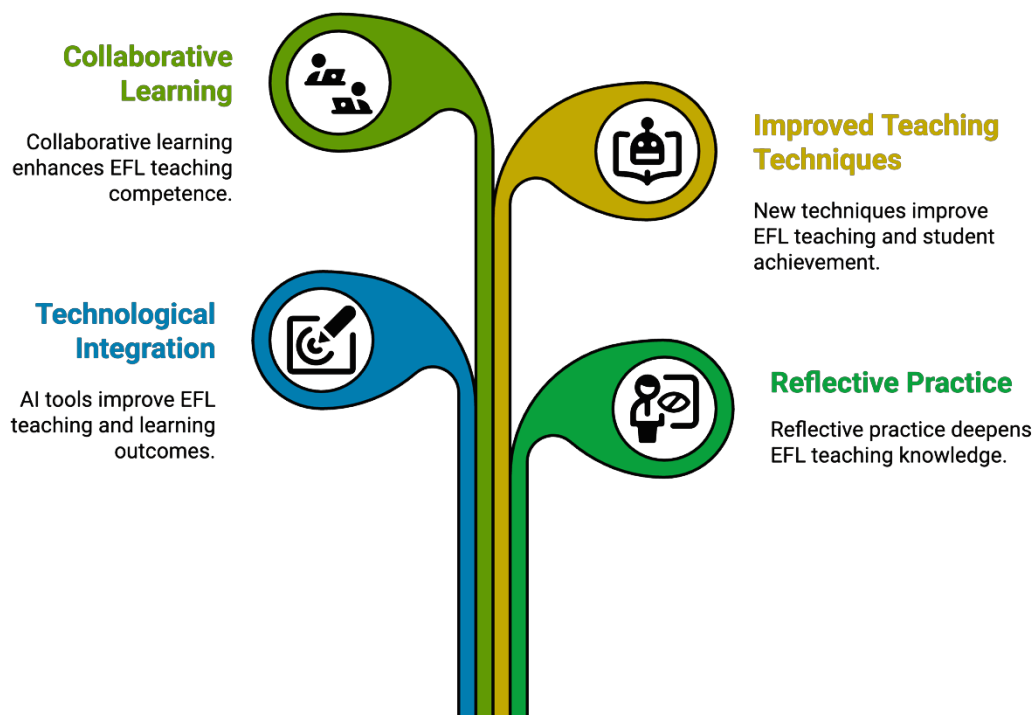 Collaborative
Learning
Collaborative learning
enhances EFL teaching
competence.
Improved Teaching
Techniques
New techniques improve
EFL teaching and student
achievement.
Technological
Integration
AI tools improve EFL
teaching and learning
outcomes.
Reflective Practice
Reflective practice deepens
EFL teaching knowledge.